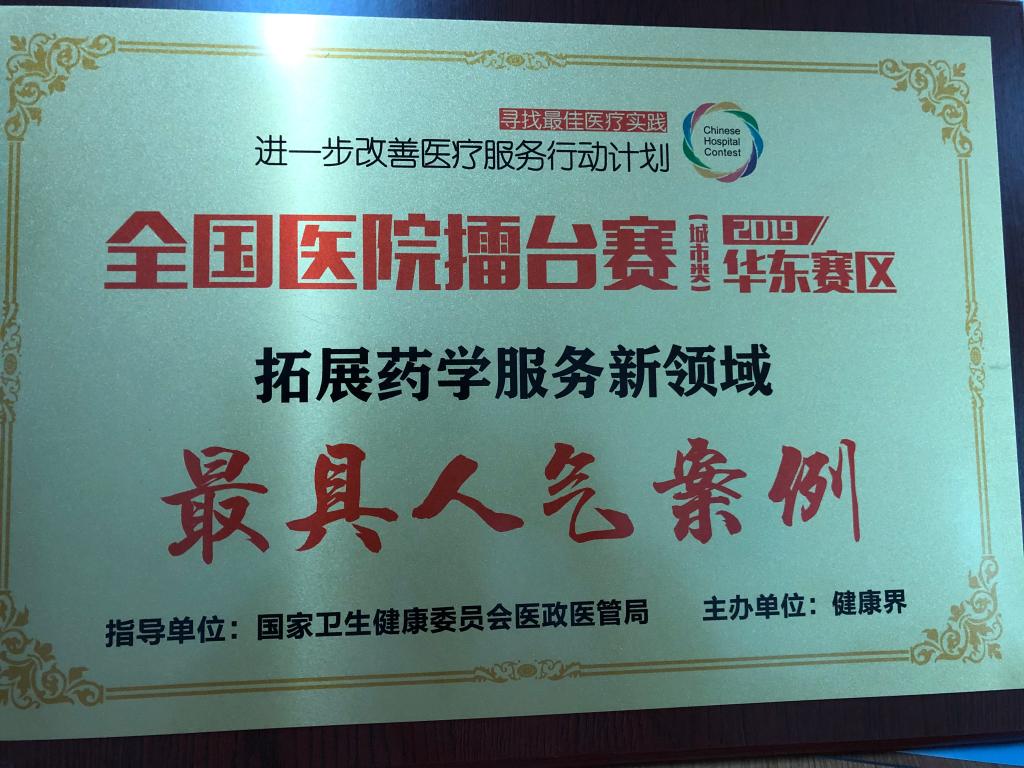 寻找最佳医疗实践
进一步改善医疗服务行动计划
Chinese
Hospital
Contest
全国医院擂台赛
(城市类)
2019/
华东赛区
拓展药学服务新领域
最具人气案例
指导单位：国家卫生健康委员会医政医管局 主办单位：健康界